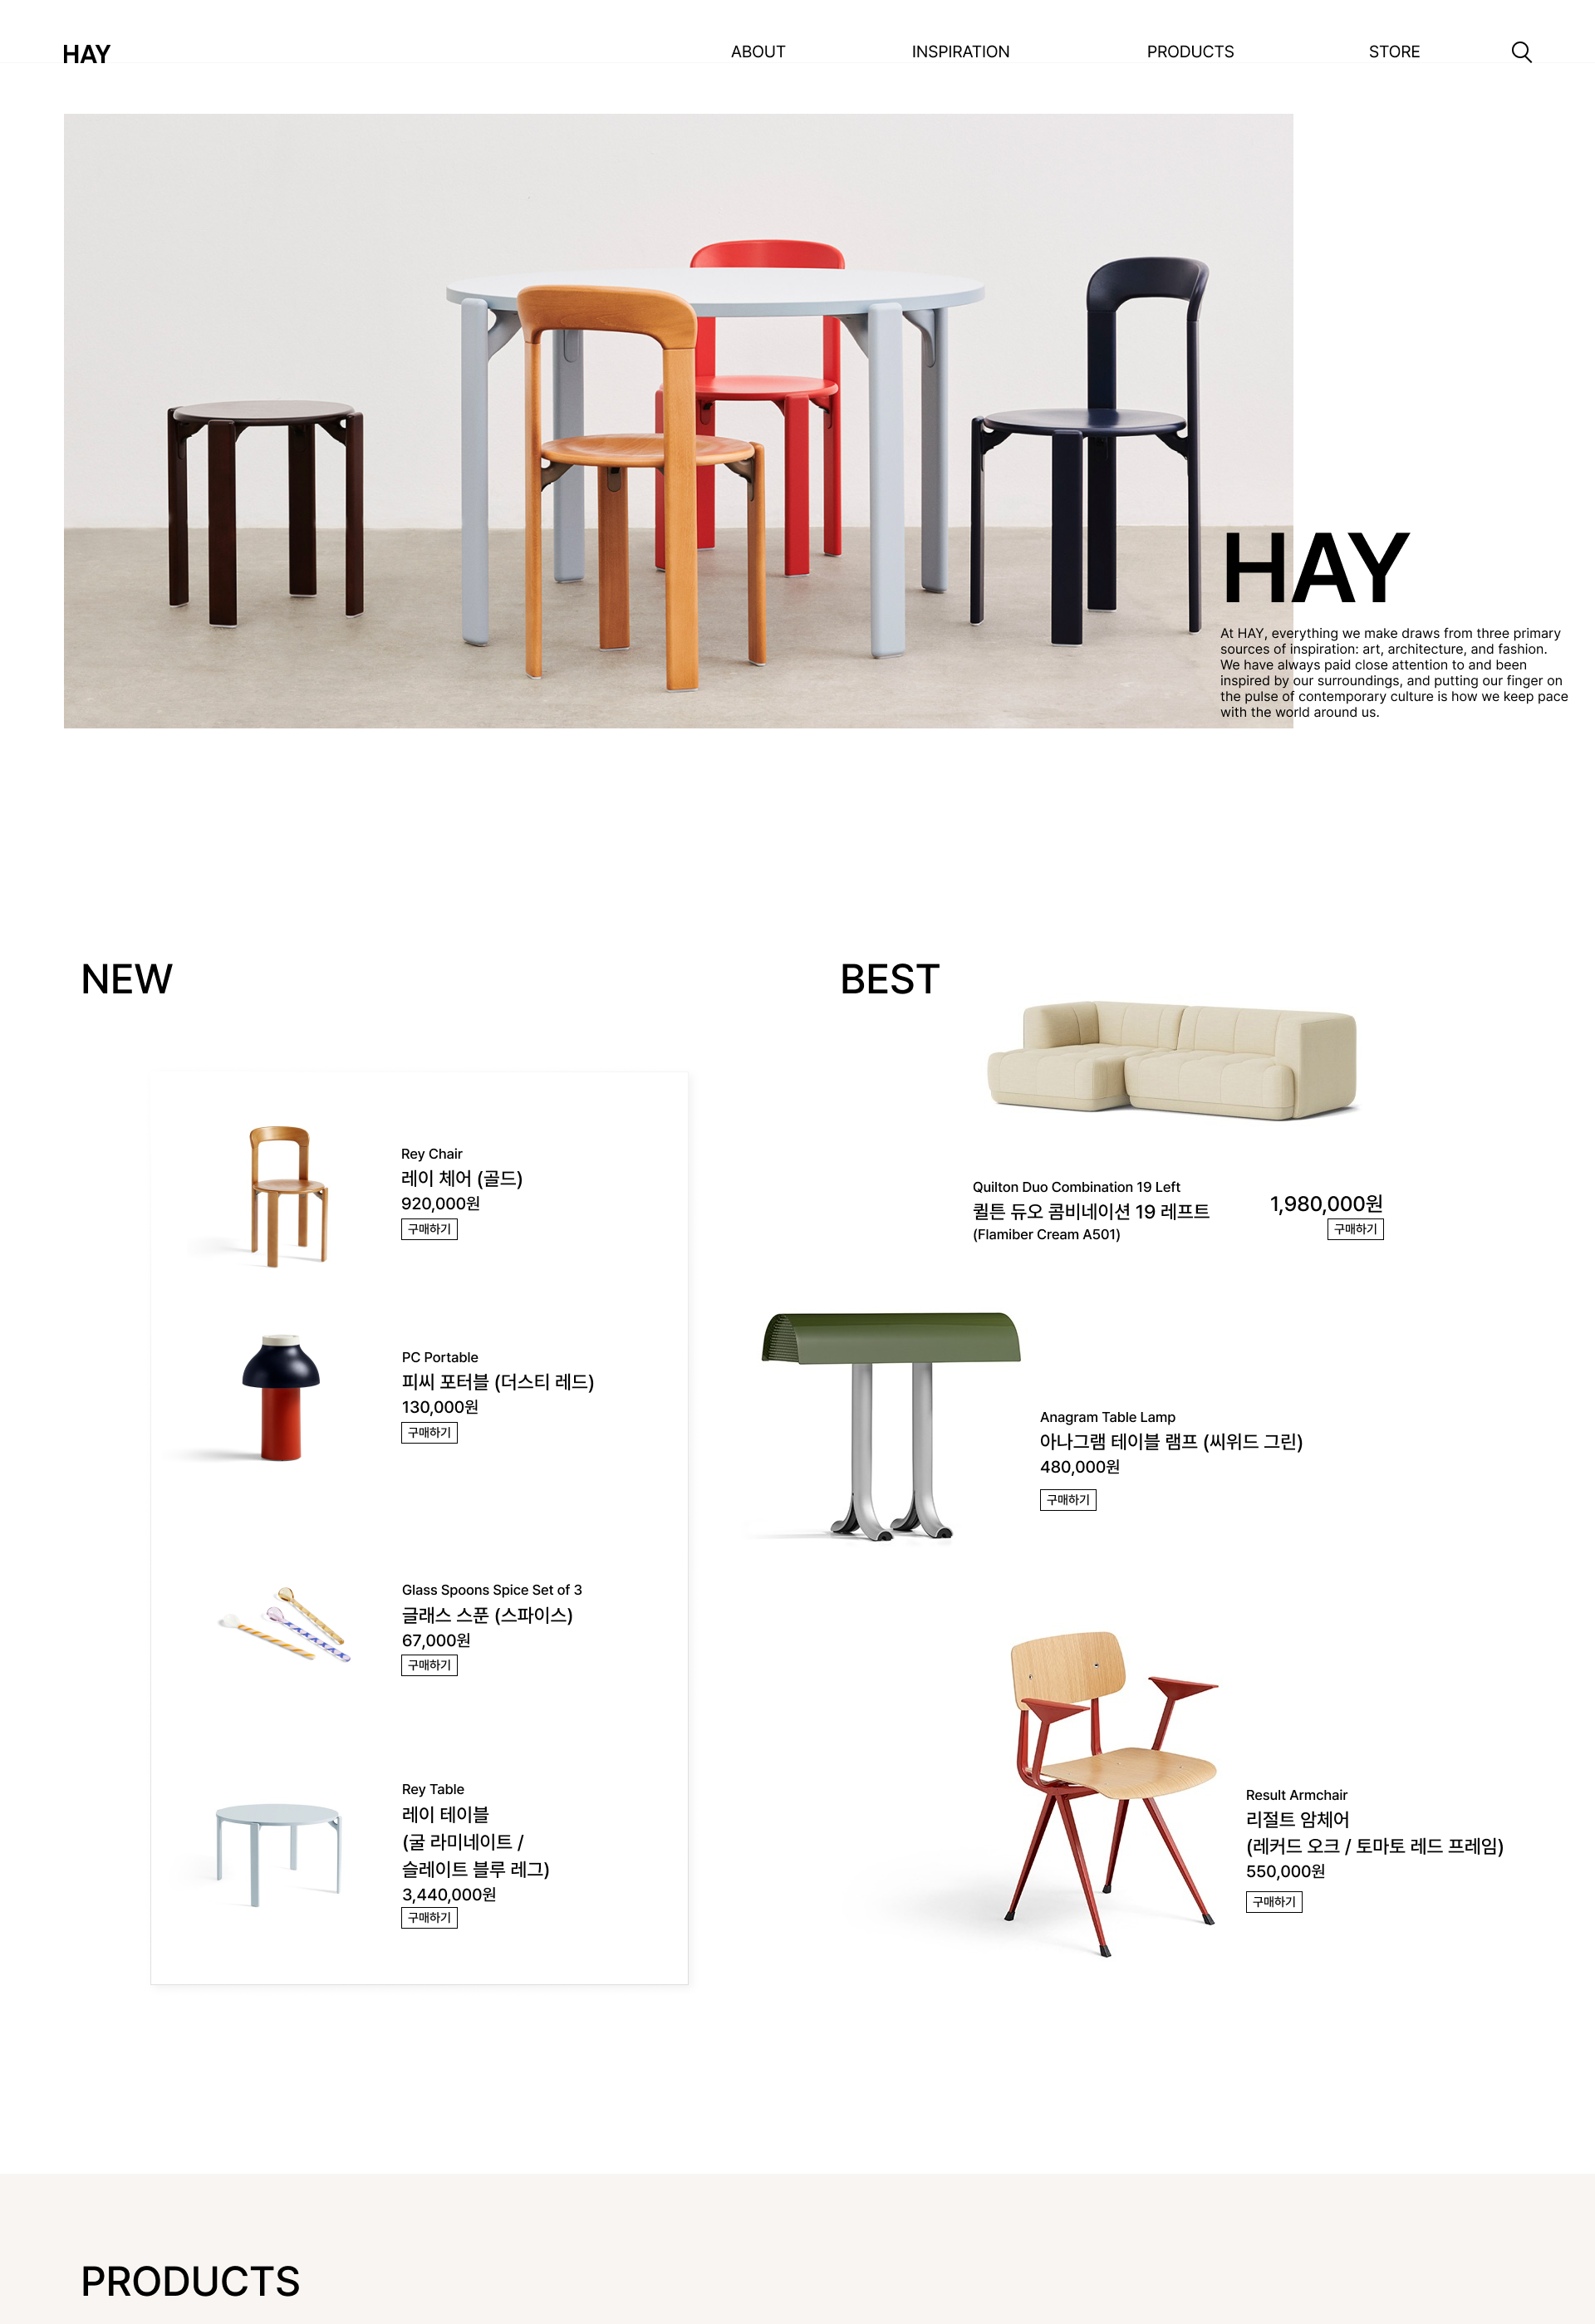 HAY
ABOUT
INSPIRATION
PRODUCTS
STORE
HAY
At HAY, everything we make draws from three primary
sources of inspiration: art, architecture, and fashion.
We have always paid close attention to and been
inspired by our surroundings, and putting our finger on
the pulse of contemporary culture is how we keep pace
with the world around us.
NEW
Rey Chair
레이 체어 (골드)
920,000원
구매하기
PC Portable
피씨 포터블 (더스티 레드)
130,000원
구매하기
Glass Spoons Spice Set of 3
글래스 스푼 (스파이스)
67,000원
구매하기
Rey Table
레이 테이블
(굴 라미네이트 /
슬레이트 블루 레그)
3,440,000원
구매하기
BEST
Quilton Duo Combination 19 Left
퀼튼 듀오 콤비네이션 19 레프트
(Flamiber Cream A501)
1,980,000원
구매하기
Anagram Table Lamp
아나그램 테이블 램프 (씨위드 그린)
480,000원
구매하기
Result Armchair
리절트 암체어
(레커드 오크 / 토마토 레드 프레임)
550,000원
구매하기
PRODUCTS